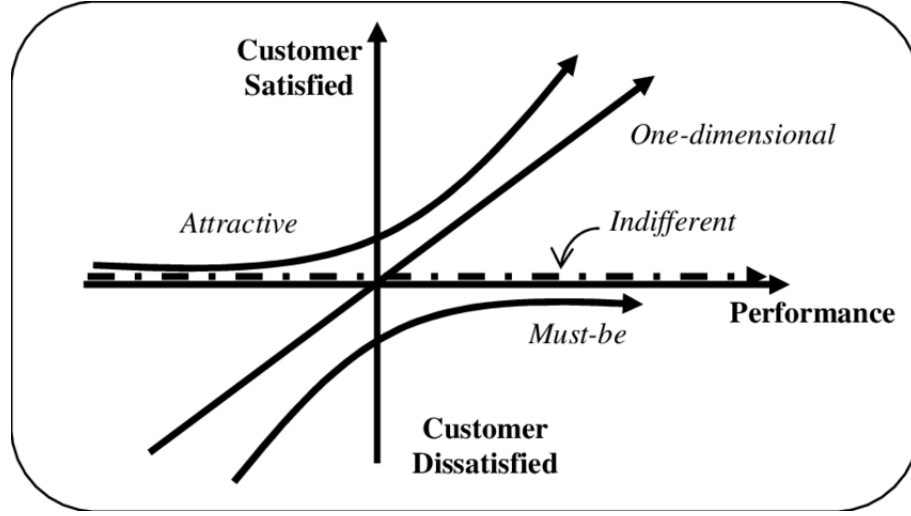 Customer
Satisfied
One-dimensional
Attractive
Indifferent
Performance
Must-be
Customer
Dissatisfied